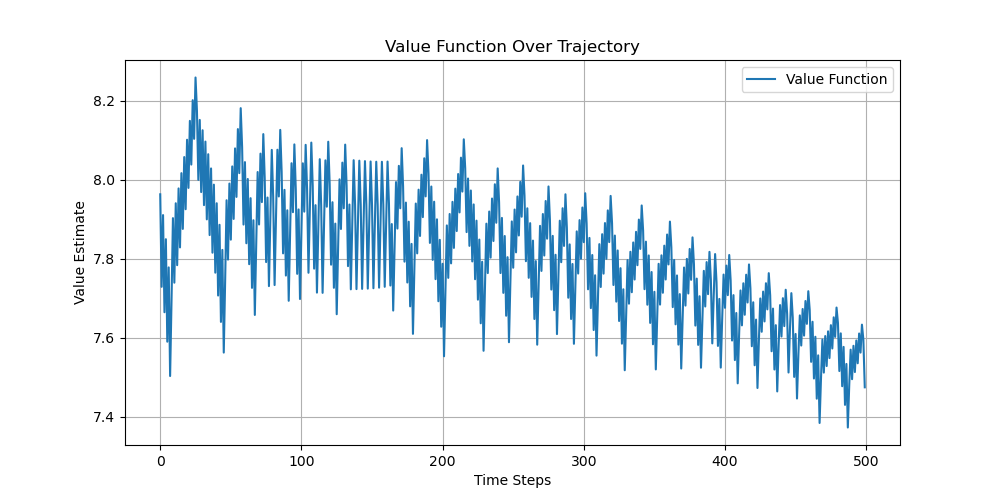 Value Function Over Trajectory
Value Function
Value Estimate
8.2
8.0
7.8
7.6
7.4
0 100 200 300 400 500
Time Steps